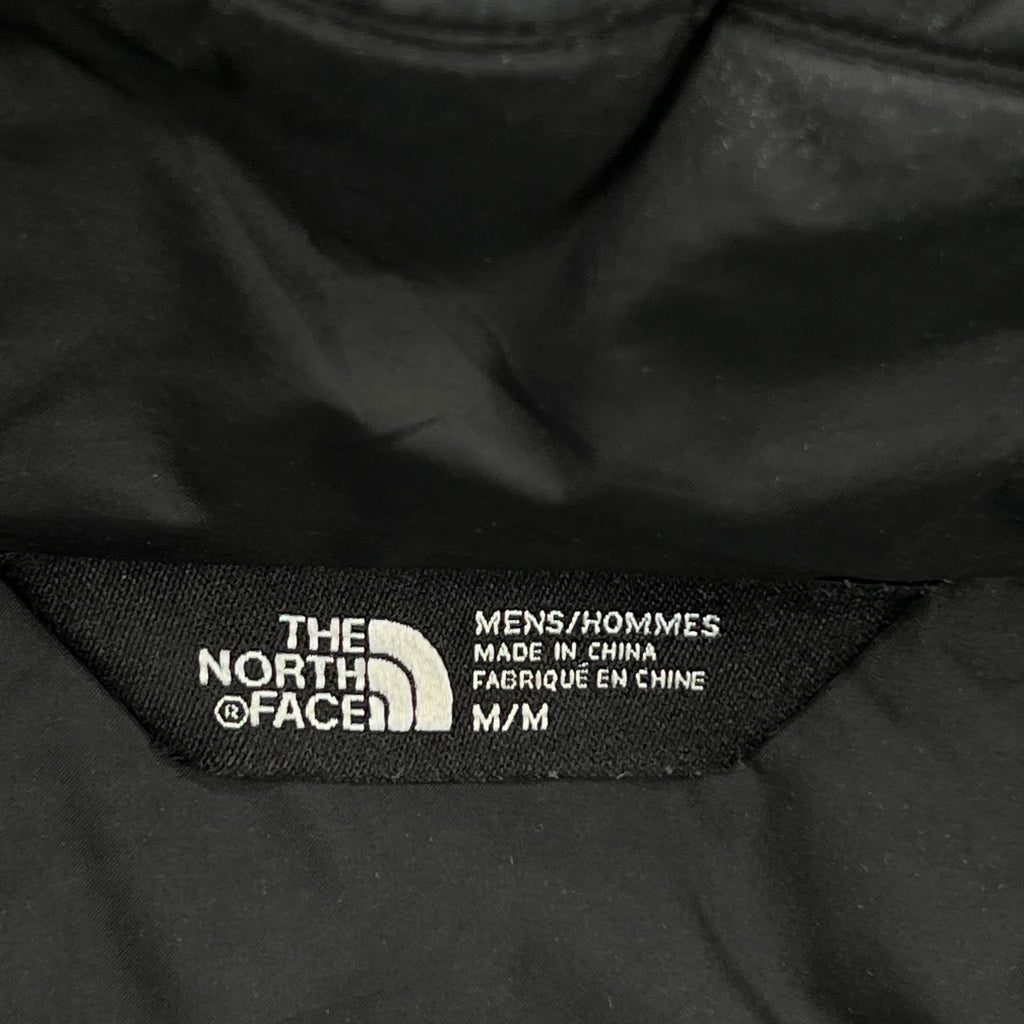 THE
NORTH
®FACE
MENS/HOMMES
MADE IN CHINA
FABRIQUÉ EN CHINE
M/M